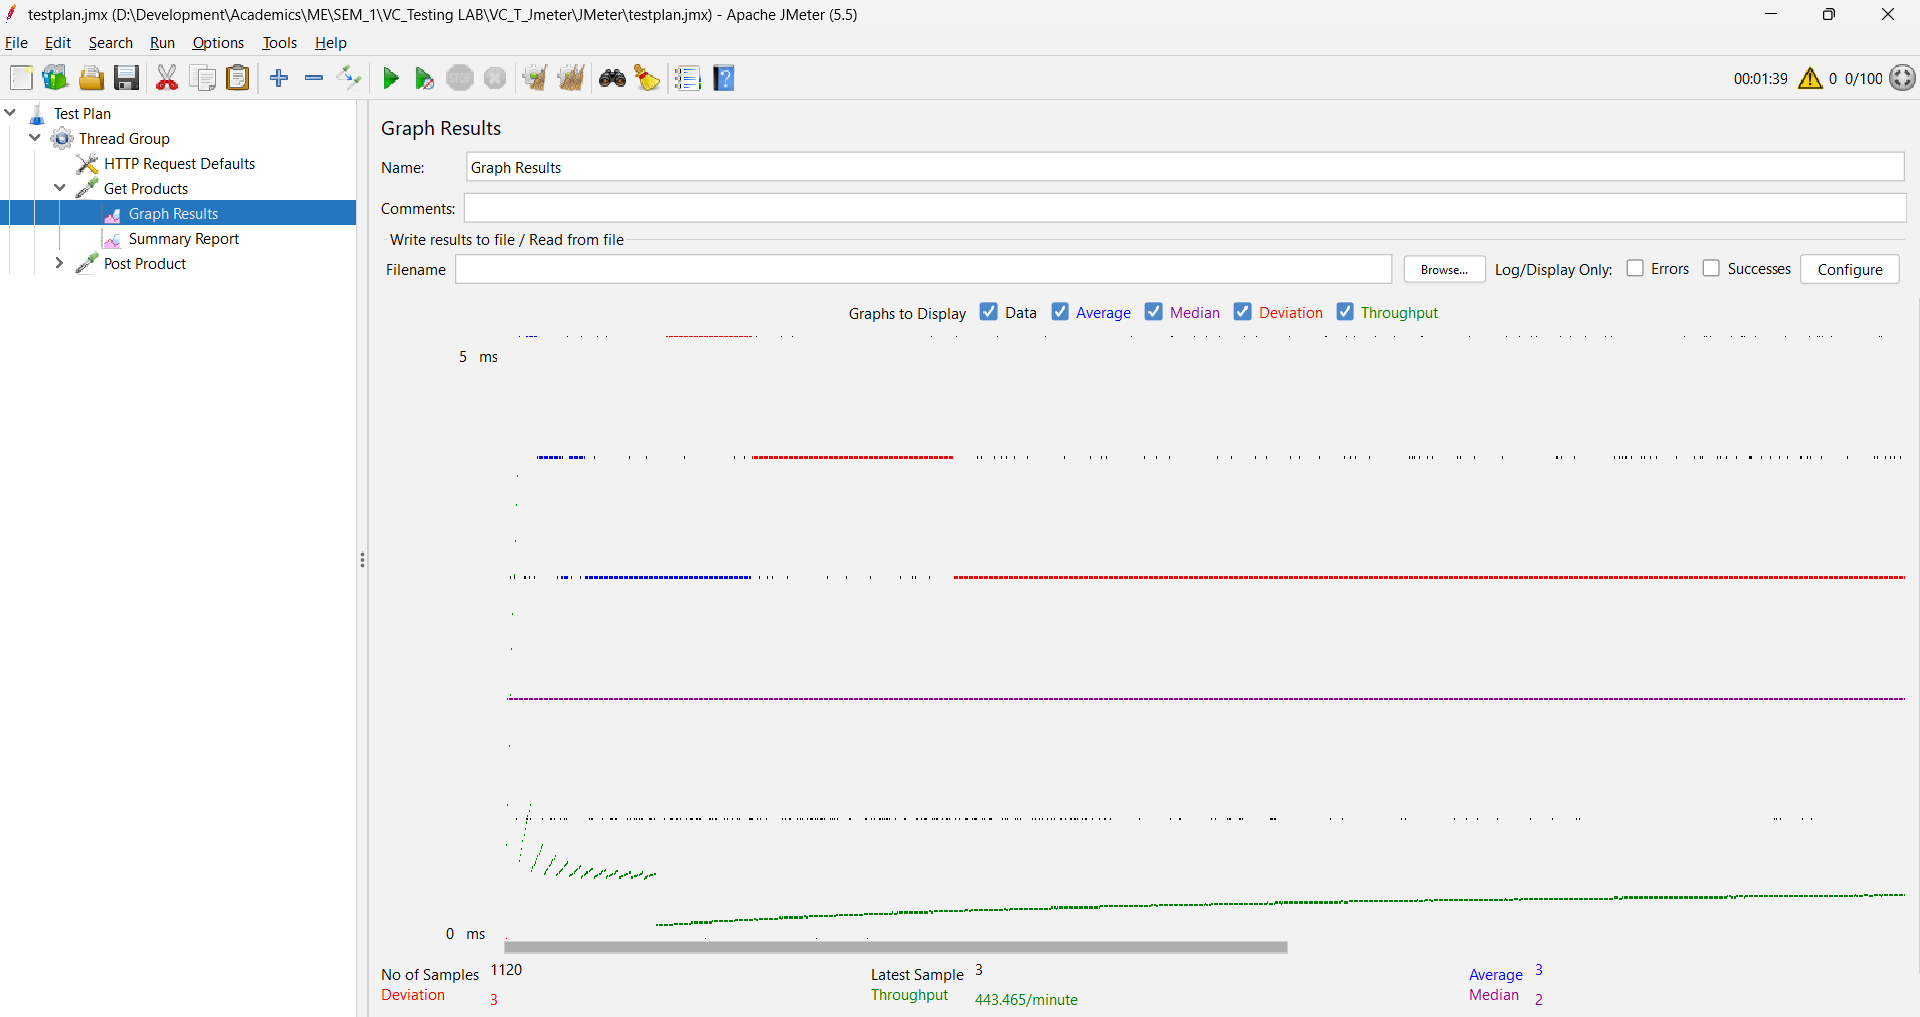 testplan.jmx (D:\Development\Academics\ME\SEM_1\VC_Testing LAB\VC_T_Jmeter\JMeter\testplan.jmx) - Apache JMeter (5.5)
File Edit Search Run Options Tools Help
STOP
00:01:39 0 0/100
Test Plan
Thread Group
HTTP Request Defaults
Get Products
Graph Results
Summary Report
Post Product
Graph Results
Name: Graph Results
Comments:
Write results to file / Read from file
Filename Browse... Log/Display Only: Errors Successes Configure
Graphs to Display Data Average Median Deviation Throughput
5 ms
0 ms
No of Samples 1120 Latest Sample 3 Average 3
Deviation 3 Throughput 443.465/minute Median 2